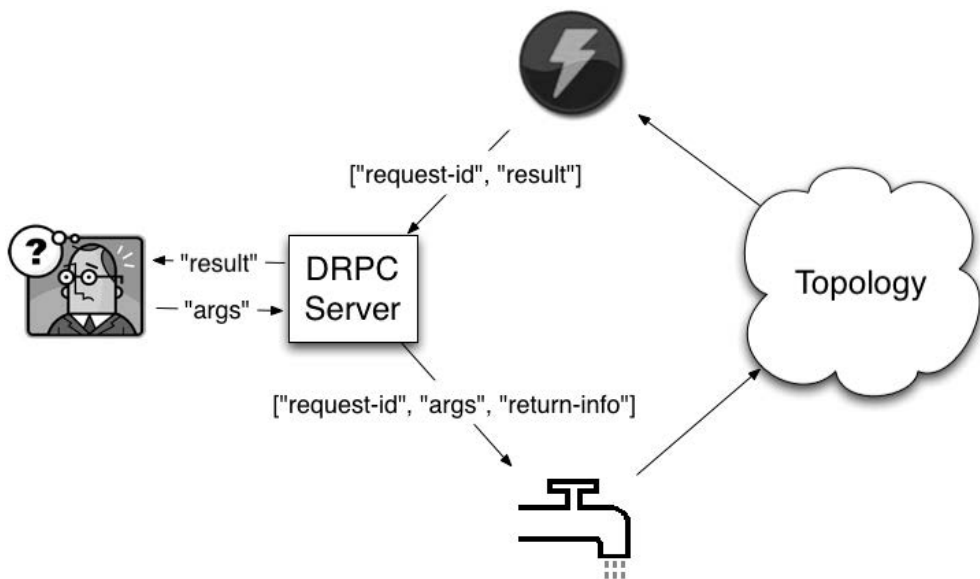 ["request-id", "result"]
?
"result"
DRPC
Server
"args"
Topology
["request-id", "args", "return-info"]